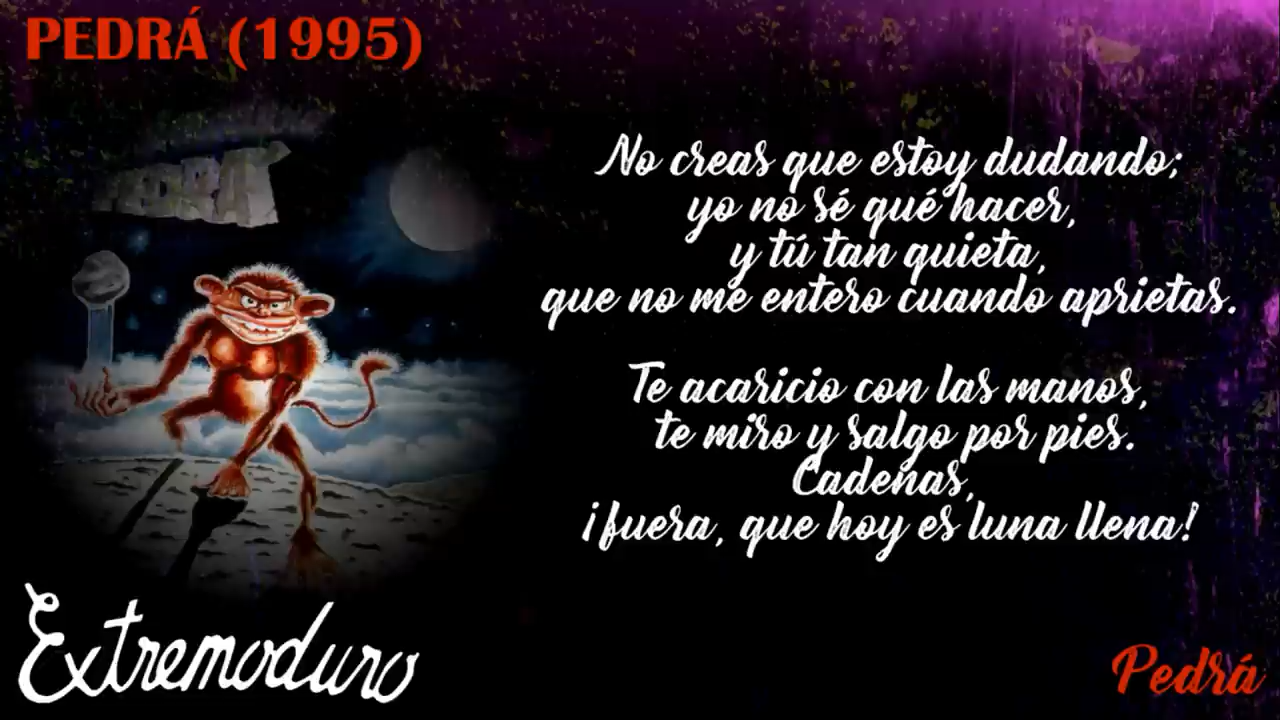 PEDRÁ (1995)
PEDRÁ
No creas que estoy dudando;
yo no sé qué hacer,
y tú tan quieta,
que no me entero cuando aprietas.
Te acaricio con las manos,
te miro y salgo por pies.
Cadenas,
¡fuera, que hoy es luna llena!
Extremoduro
Pedrá